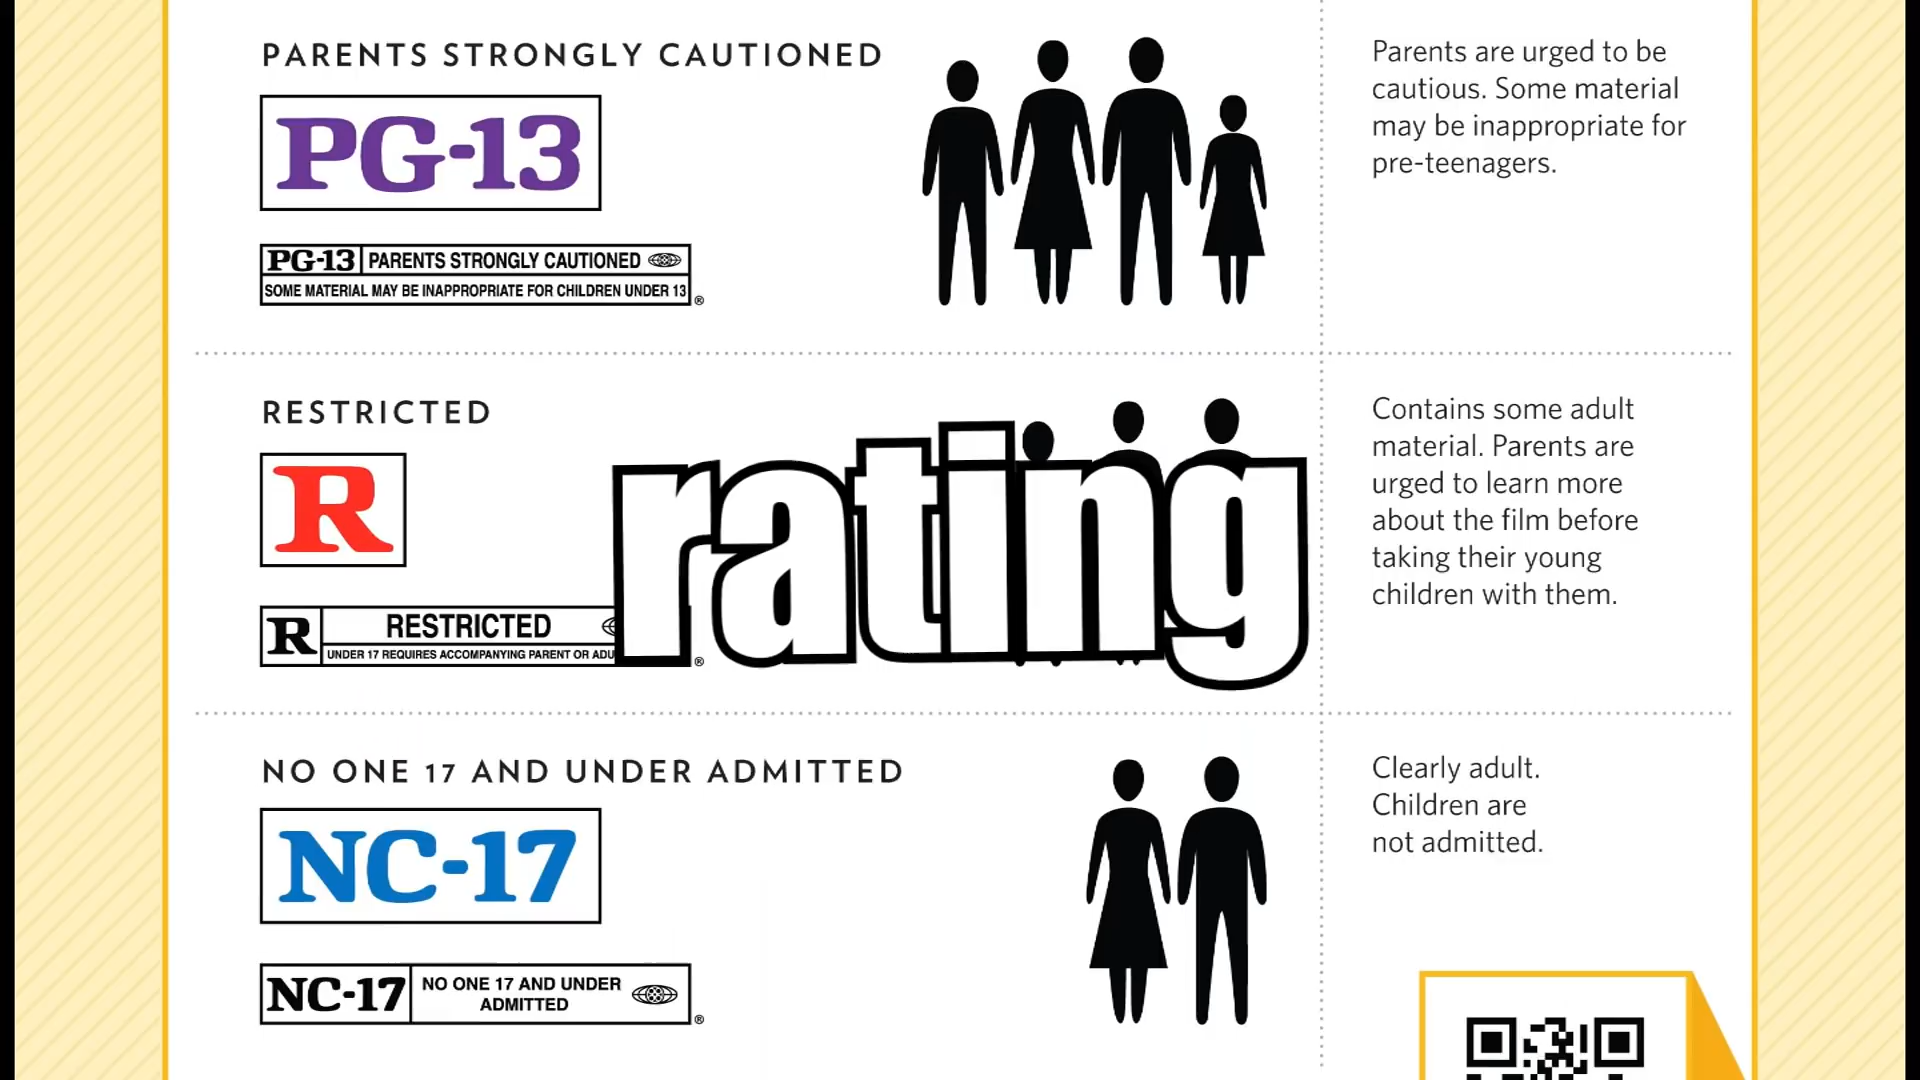 PARENTS STRONGLY CAUTIONED
PG-13
PG-13 PARENTS STRONGLY CAUTIONED
SOME MATERIAL MAY BE INAPPROPRIATE FOR CHILDREN UNDER 13 ®
Parents are urged to be
cautious. Some material
may be inappropriate for
pre-teenagers.
RESTRICTED
R
R RESTRICTED
UNDER 17 REQUIRES ACCOMPANYING PARENT OR ®
rating
Contains some adult
material. Parents are
urged to learn more
about the film before
taking their young
children with them.
NO ONE 17 AND UNDER ADMITTED
NC-17
NC-17 NO ONE 17 AND UNDER
ADMITTED ®
Clearly adult.
Children are
not admitted.